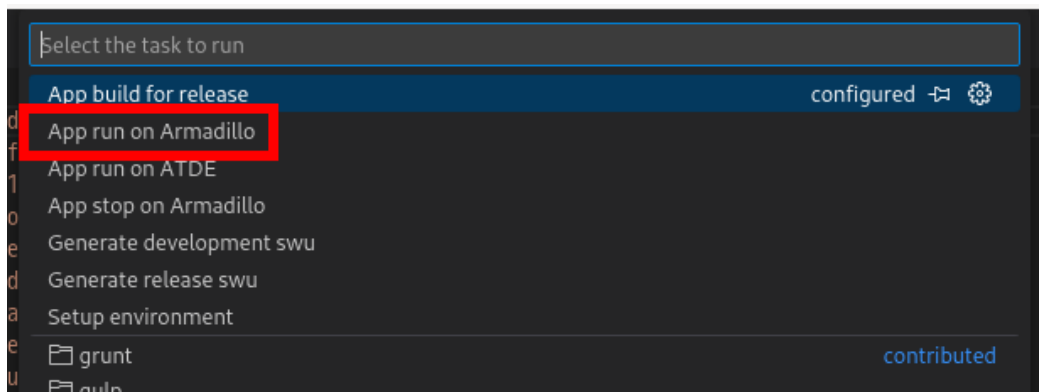 Select the task to run
App build for release configured
App run on Armadillo
App run on ATDE
App stop on Armadillo
Generate development swu
Generate release swu
Setup environment
grunt contributed
gulp